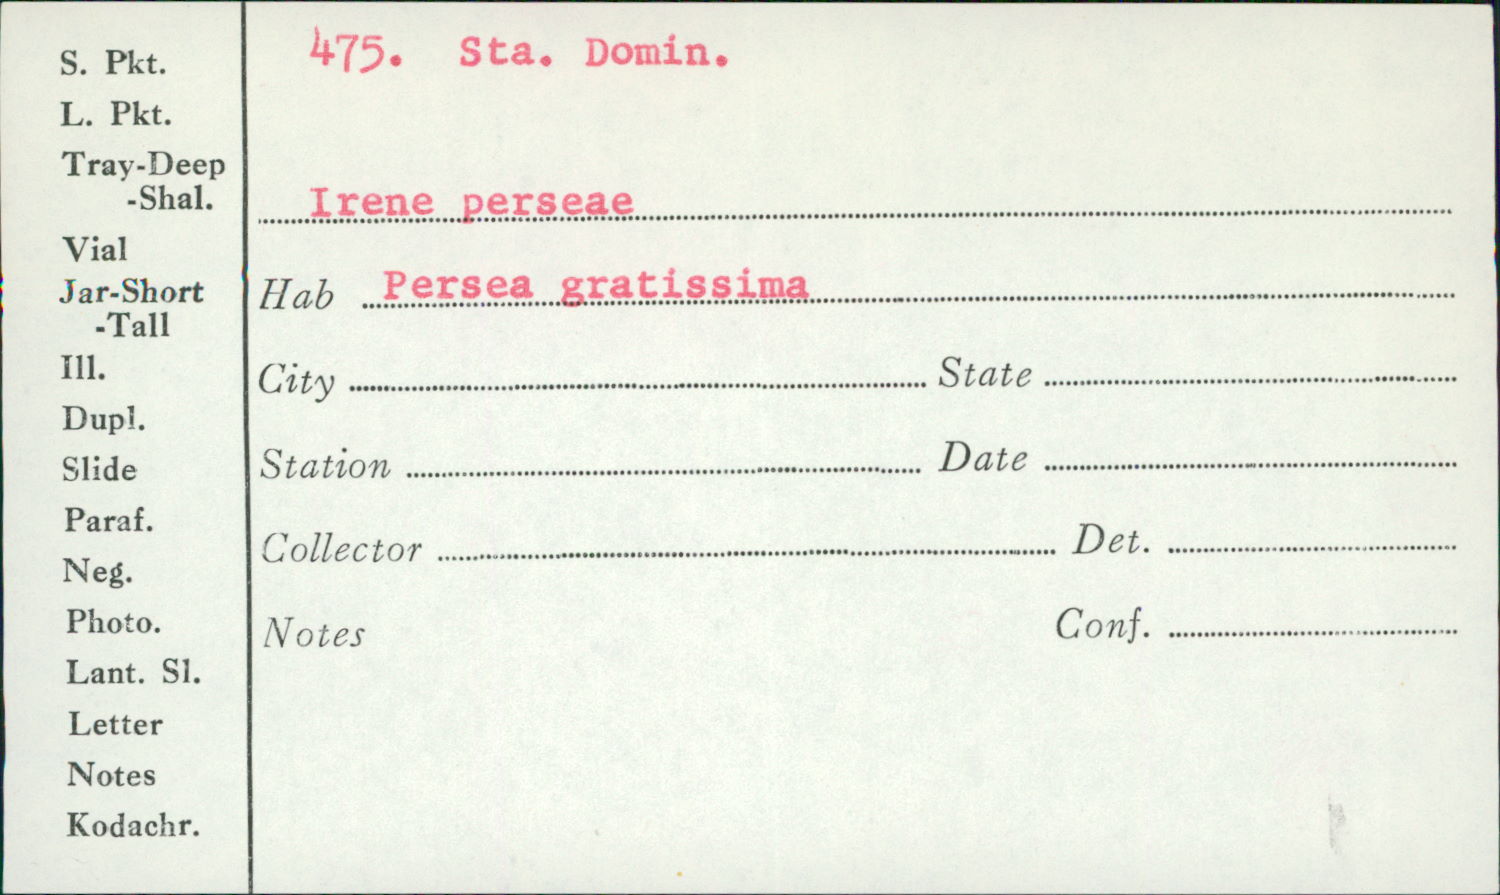 475. Sta. Domin.
Irene perseae
Hab Persea gratissima
City State
Station Date
Collector Det.
Notes Conf.
S. Pkt.
L. Pkt.
Tray-Deep
-Shal.
Vial
Jar-Short
-Tall
Ill.
Dupl.
Slide
Paraf.
Neg.
Photo.
Lant. Sl.
Letter
Notes
Kodachr.